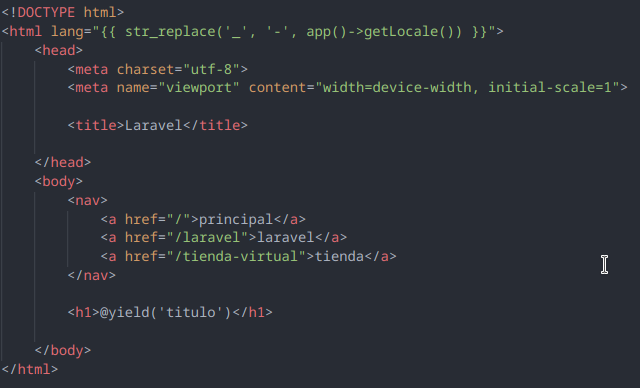 <!DOCTYPE html>
<html lang="{{ str_replace('_', '-', app()->getLocale()) }}">
<head>
<meta charset="utf-8">
<meta name="viewport" content="width=device-width, initial-scale=1">
<title>Laravel</title>
</head>
<body>
<nav>
<a href="/">principal</a>
<a href="/laravel">laravel</a>
<a href="/tienda-virtual">tienda</a>
</nav>
<h1>@yield('titulo')</h1>
</body>
</html>